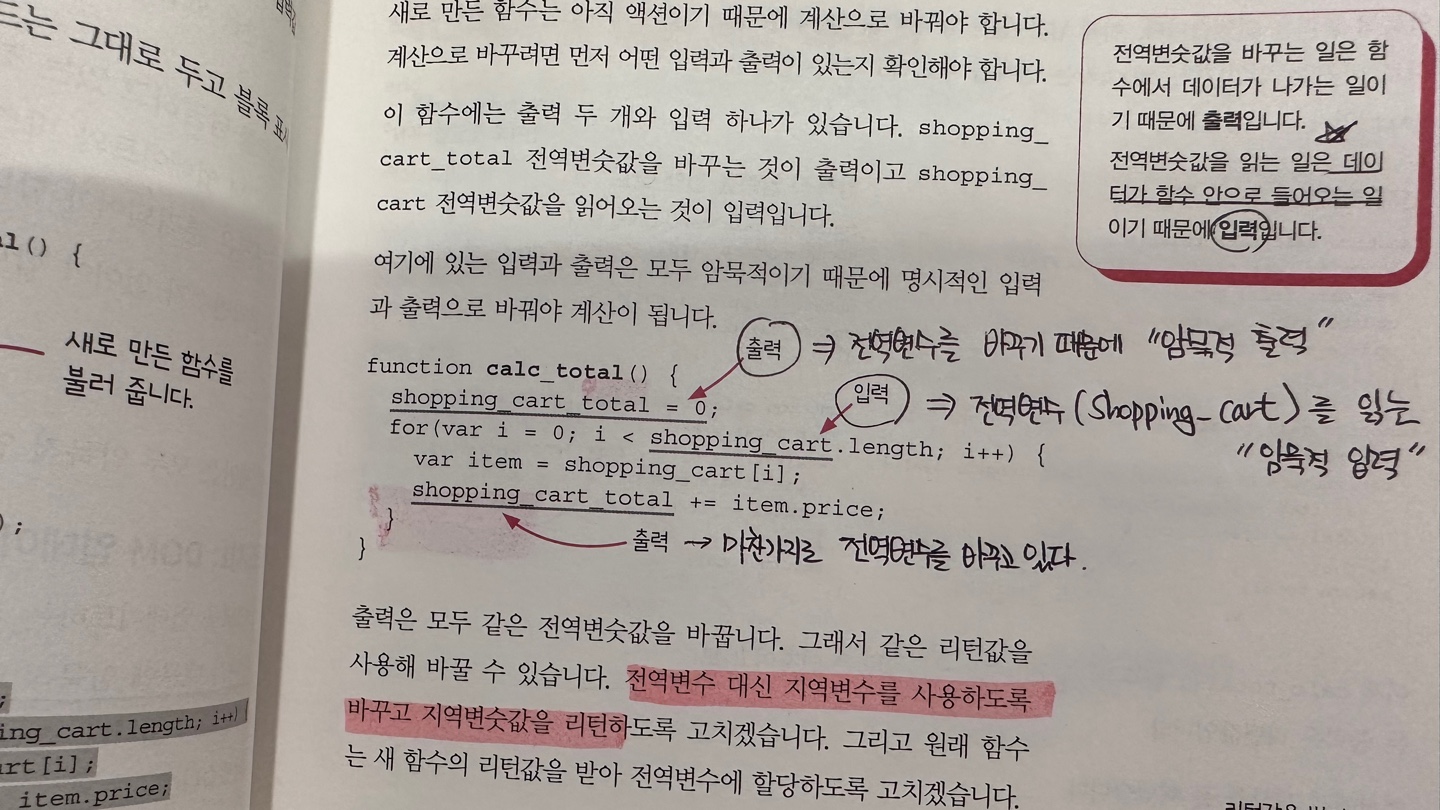 드는 그대로 두고 블록 표시
() {
새로 만든 함수를
불러 줍니다.
);
;
ing_cart.length; i++)
art[i];
item.price;
새로 만든 함수는 아직 액션이기 때문에 계산으로 바꿔야 합니다.
계산으로 바꾸려면 먼저 어떤 입력과 출력이 있는지 확인해야 합니다.
이 함수에는 출력 두 개와 입력 하나가 있습니다. shopping_
cart_total 전역변숫값을 바꾸는 것이 출력이고 shopping_
cart 전역변숫값을 읽어오는 것이 입력입니다.
여기에 있는 입력과 출력은 모두 암묵적이기 때문에 명시적인 입력
과 출력으로 바꿔야 계산이 됩니다.
전역변숫값을 바꾸는 일은 함
수에서 데이터가 나가는 일이
기 때문에 출력입니다.
전역변숫값을 읽는 일은 데이
터가 함수 안으로 들어오는 일
이기 때문에 입력입니다.
출력 ⇒ 전역변수를 바꾸기 때문에 "암묵적 출력"
function calc_total() {
shopping_cart_total = 0;
입력 ⇒ 전역변수(shopping_cart)를 읽는
"암묵적 입력"
for(var i = 0; i < shopping_cart.length; i++) {
var item = shopping_cart[i];
shopping_cart_total += item.price;
}
출력 → 마찬가지로 전역변수를 바꾸고 있다.
}
출력은 모두 같은 전역변숫값을 바꿉니다. 그래서 같은 리턴값을
사용해 바꿀 수 있습니다. 전역변수 대신 지역변수를 사용하도록
바꾸고 지역변숫값을 리턴하도록 고치겠습니다. 그리고 원래 함수
는 새 함수의 리턴값을 받아 전역변수에 할당하도록 고치겠습니다.